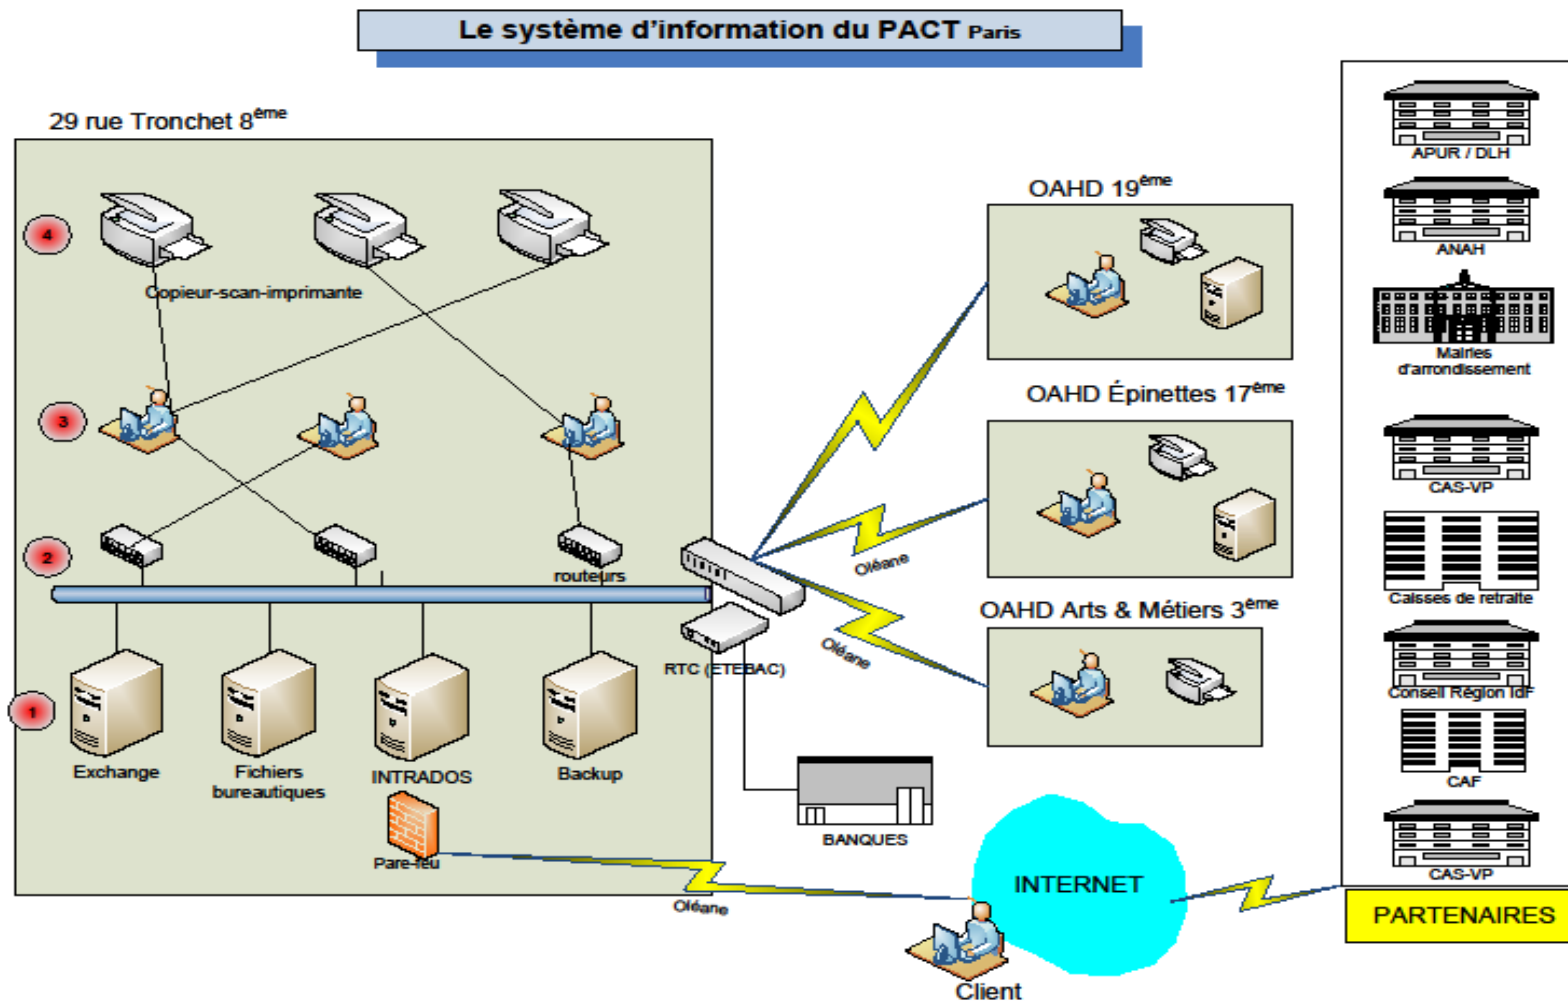 Le système d'information du PACT Paris
29 rue Tronchet 8ème
4
Copieur-scan-imprimante
3
2
routeurs
1
Exchange
Fichiers
bureautiques
INTRADOS
Backup
Pare-feu
RTC (ETEBAC)
BANQUES
OAHD 19ème
OAHD Épinettes 17ème
Oléane
OAHD Arts & Métiers 3ème
Oléane
Oléane
INTERNET
Client
APUR / DLH
ANAH
Mairies
d'arrondissement
CAS-VP
Caisses de retraite
Conseil Région IdF
CAF
CAS-VP
PARTENAIRES